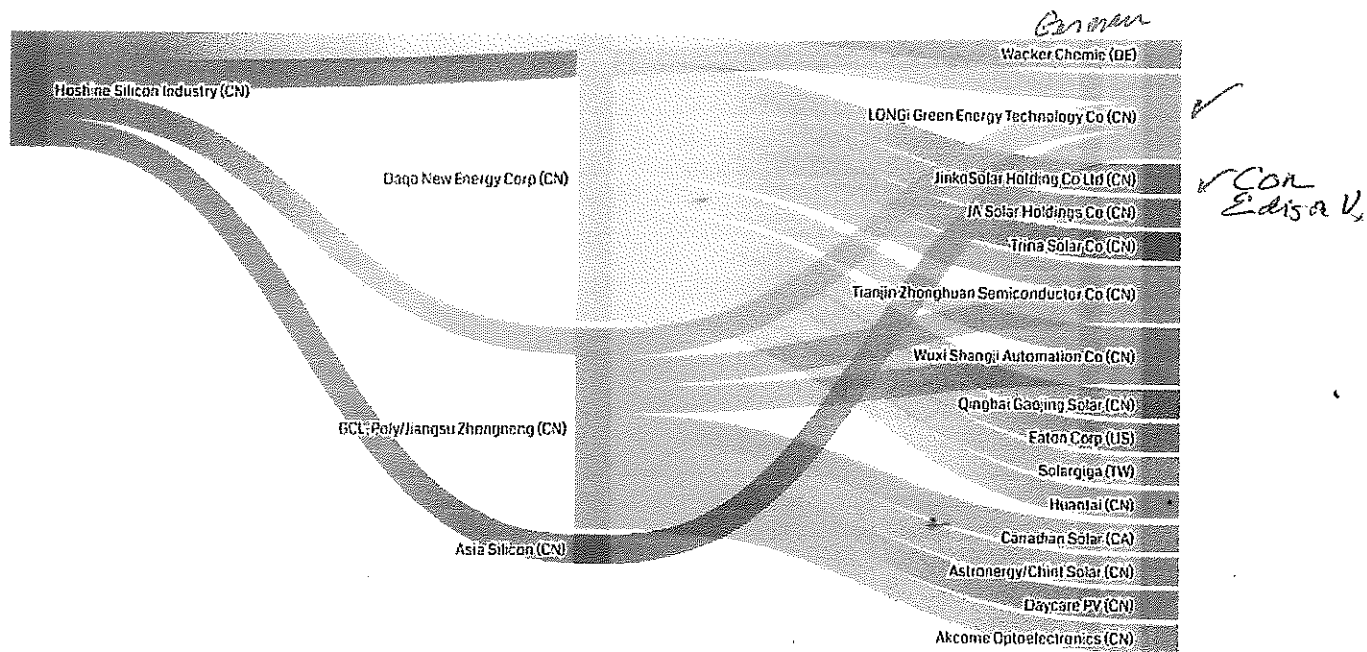 German
Wacker Chemie (DE)
Hoshine Silicon Industry (CN)
LONGi Green Energy Technology Co (CN)
Daqo New Energy Corp (CN)
JinkoSolar Holding Co Ltd (CN)
Con
Edison
JA Solar Holdings Co (CN)
Trina Solar Co (CN)
Tianjin Zhonghuan Semiconductor Co (CN)
Wuxi Shangji Automation Co (CN)
Qinghai Gaojing Solar (CN)
GCL-Poly/Jiangsu Zhongneng (CN)
Eaton Corp (US)
Solargiga (TW)
Huantai (CN)
Canadian Solar (CA)
Asia Silicon (CN)
Astronergy/Chint Solar (CN)
Daycare PV (CN)
Akcome Optoelectronics (CN)